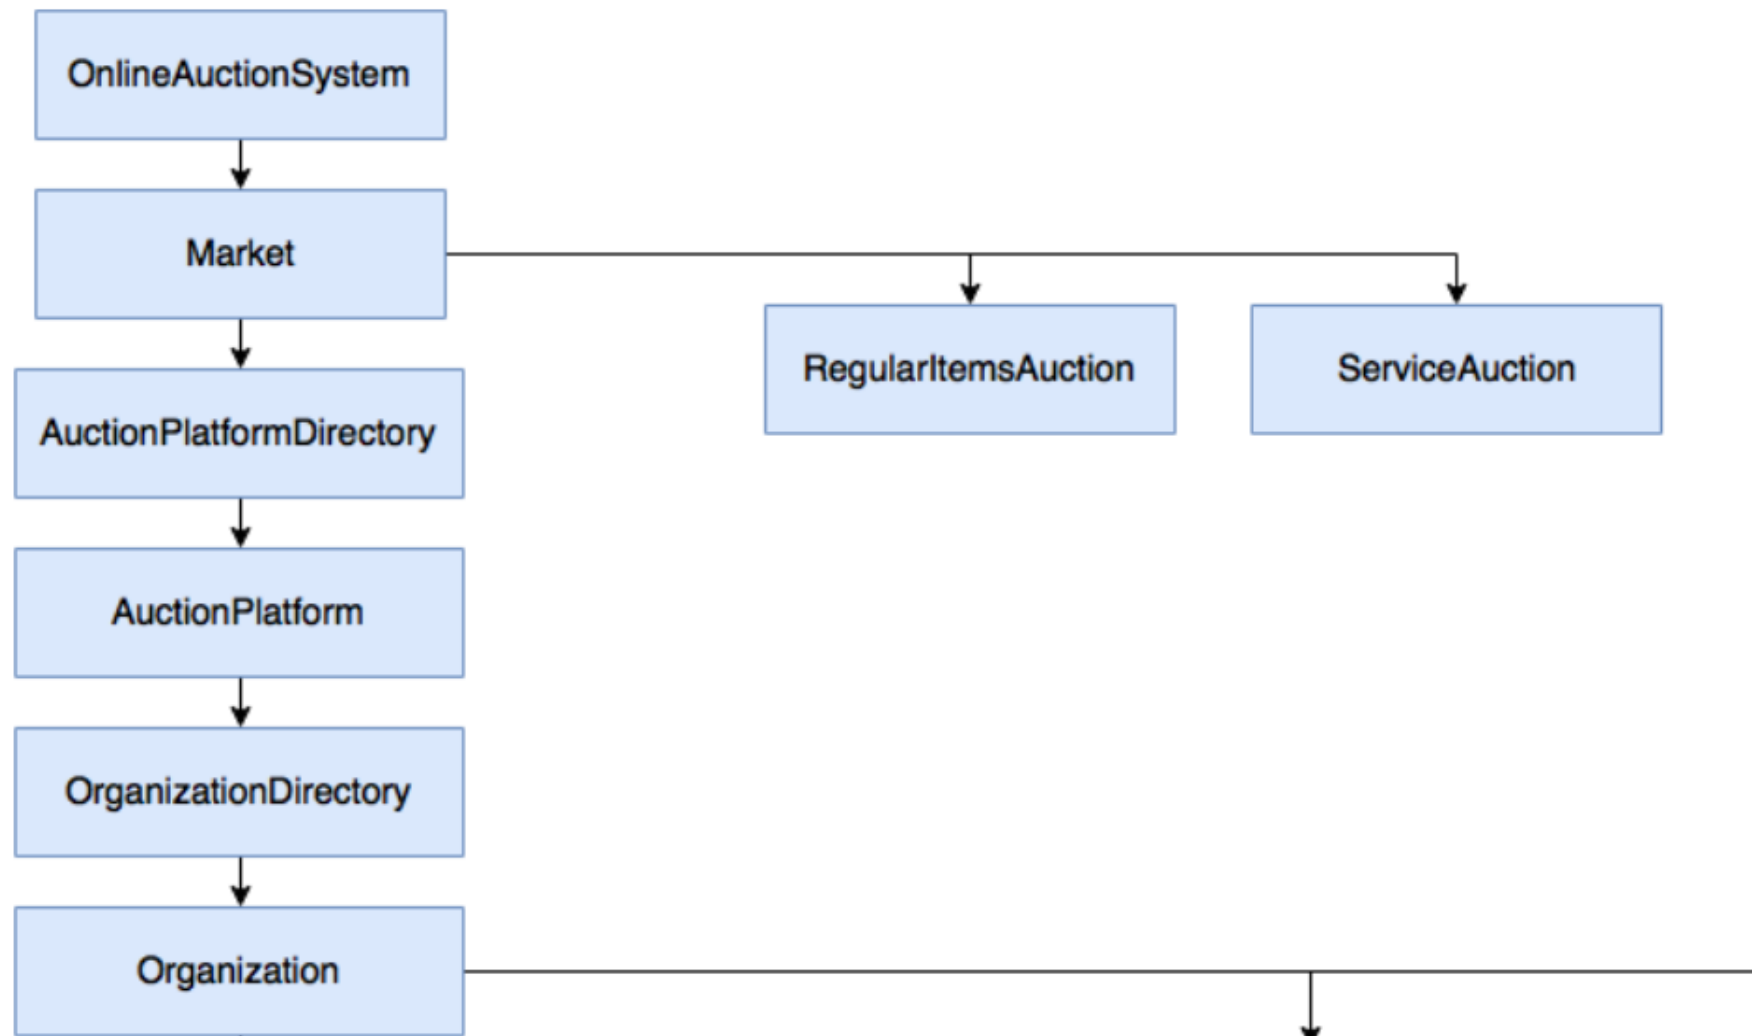 OnlineAuctionSystem
Market
RegularItemsAuction
ServiceAuction
AuctionPlatformDirectory
AuctionPlatform
OrganizationDirectory
Organization